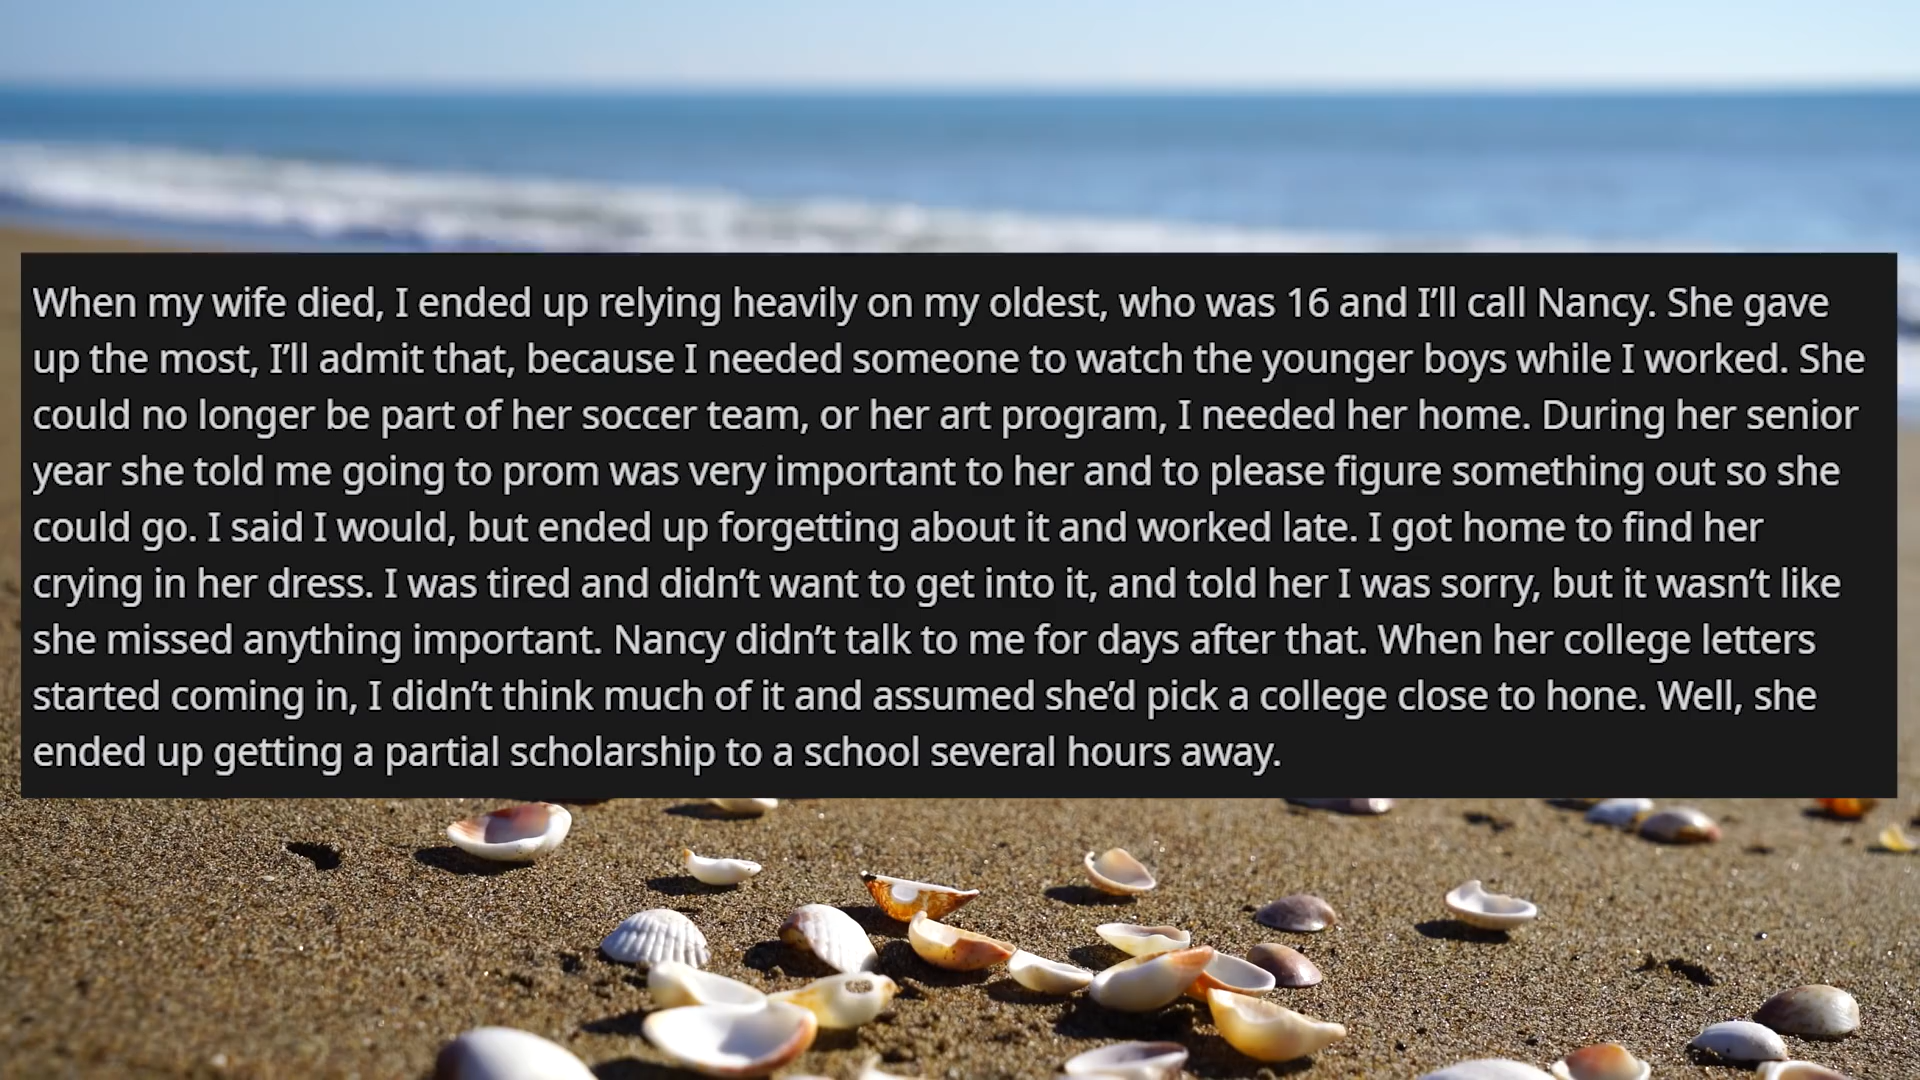 When my wife died, I ended up relying heavily on my oldest, who was 16 and I’ll call Nancy. She gave
up the most, I’ll admit that, because I needed someone to watch the younger boys while I worked. She
could no longer be part of her soccer team, or her art program, I needed her home. During her senior
year she told me going to prom was very important to her and to please figure something out so she
could go. I said I would, but ended up forgetting about it and worked late. I got home to find her
crying in her dress. I was tired and didn’t want to get into it, and told her I was sorry, but it wasn’t like
she missed anything important. Nancy didn’t talk to me for days after that. When her college letters
started coming in, I didn’t think much of it and assumed she’d pick a college close to hone. Well, she
ended up getting a partial scholarship to a school several hours away.